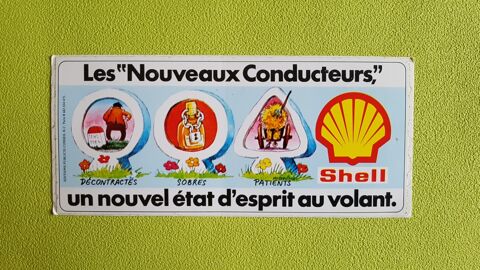 Les "Nouveaux Conducteurs,"
DÉCONTRACTÉS
SOBRES
PATIENTS
Shell
un nouvel état d'esprit au volant.